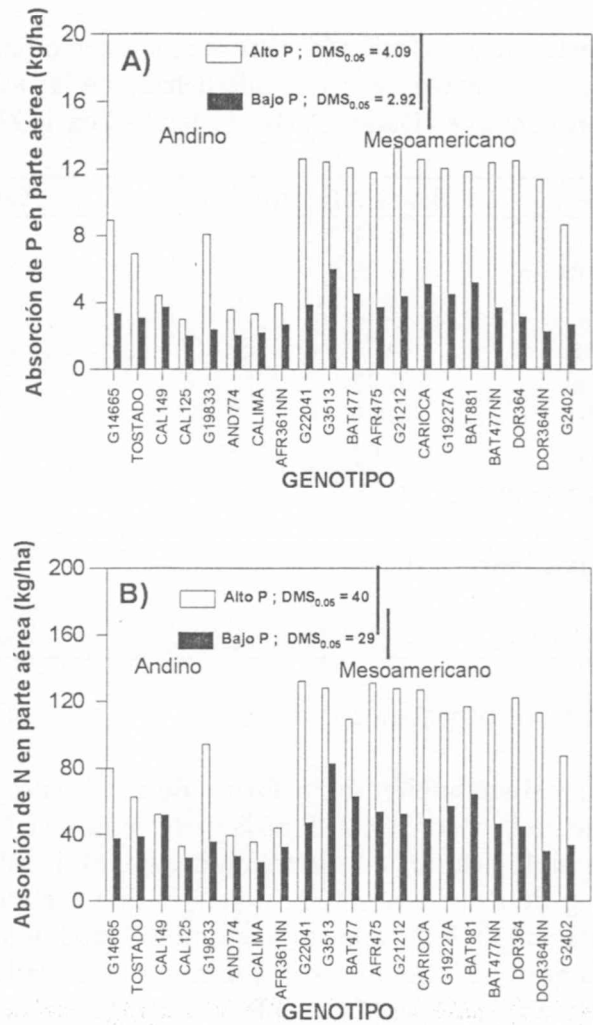 Absorción de P en parte aérea (kg/ha)
20
16
12
8
4
0
A)
Alto P ; DMS0.05 = 4.09
Bajo P ; DMS0.05 = 2.92
Andino
Mesoamericano
G14665
TOSTADO
CAL149
CAL125
G19833
AND774
CALIMA
AFR361NN
G22041
G3513
BAT477
AFR475
G21212
CARIOCA
G19227A
BAT881
BAT477NN
DOR364
DOR364NN
G2402
GENOTIPO
Absorción de N en parte aérea (kg/ha)
200
160
120
80
40
0
B)
Alto P ; DMS0.05 = 40
Bajo P ; DMS0.05 = 29
Andino
Mesoamericano
G14665
TOSTADO
CAL149
CAL125
G19833
AND774
CALIMA
AFR361NN
G22041
G3513
BAT477
AFR475
G21212
CARIOCA
G19227A
BAT881
BAT477NN
DOR364
DOR364NN
G2402
GENOTIPO